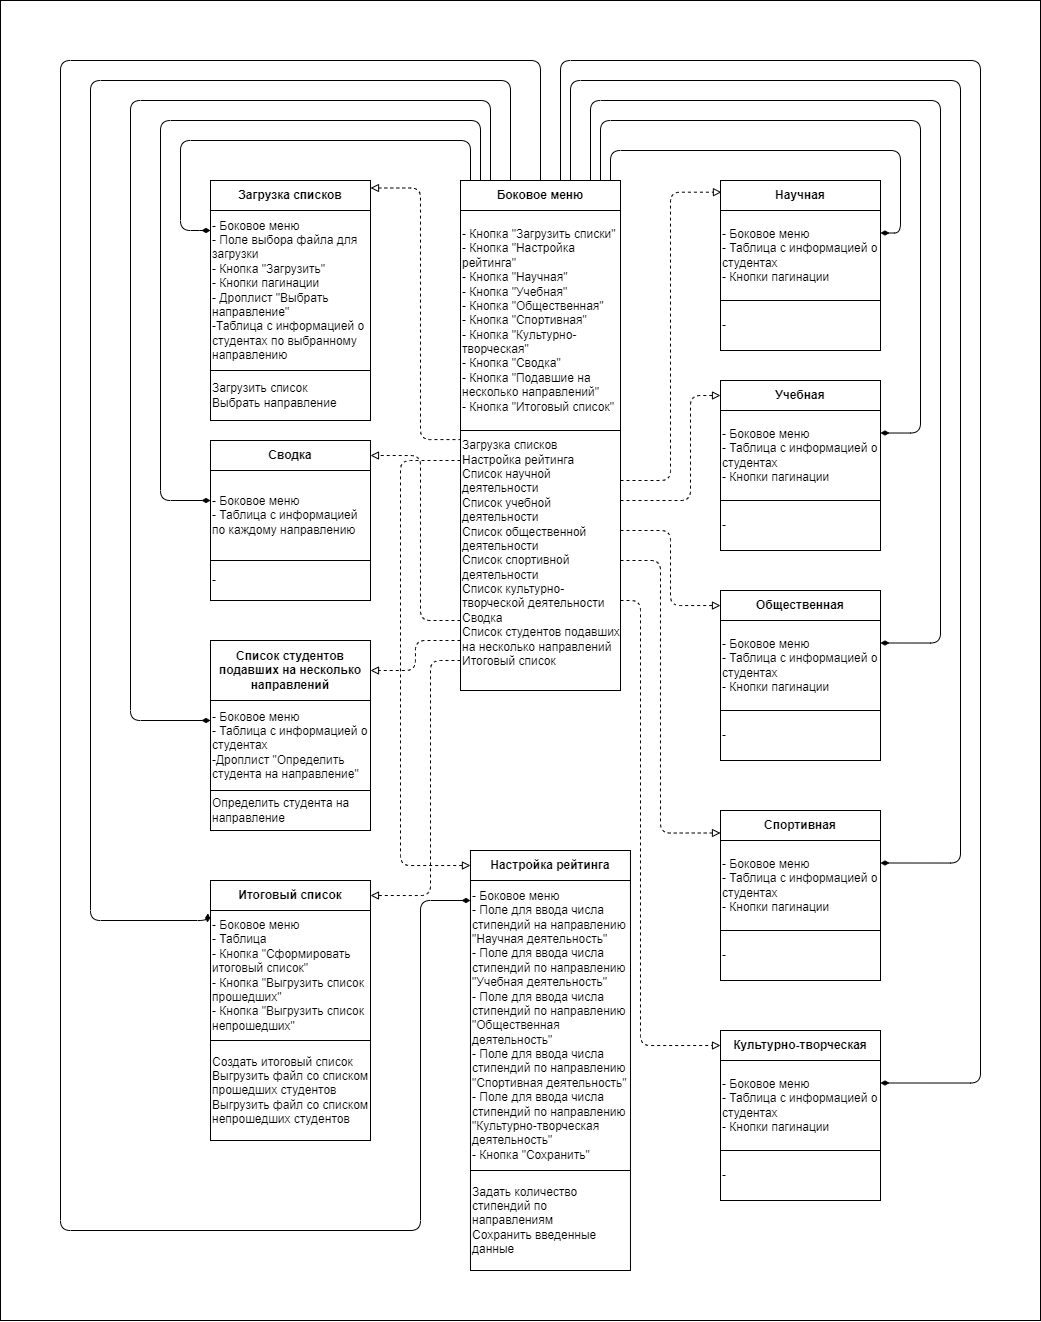 Загрузка списков
- Боковое меню
- Поле выбора файла для
загрузки
- Кнопка "Загрузить"
- Кнопки пагинации
- Дроплист "Выбрать
направление"
-Таблица с информацией о
студентах по выбранному
направлению
Загрузить список
Выбрать направление
Сводка
- Боковое меню
- Таблица с информацией
по каждому направлению
-
Список студентов
подавших на несколько
направлений
- Боковое меню
- Таблица с информацией о
студентах
-Дроплист "Определить
студента на направление"
Определить студента на
направление
Итоговый список
- Боковое меню
- Таблица
- Кнопка "Сформировать
итоговый список"
- Кнопка "Выгрузить список
прошедших"
- Кнопка "Выгрузить список
непрошедших"
Создать итоговый список
Выгрузить файл со списком
прошедших студентов
Выгрузить файл со списком
непрошедших студентов
Боковое меню
- Кнопка "Загрузить списки"
- Кнопка "Настройка
рейтинга"
- Кнопка "Научная"
- Кнопка "Учебная"
- Кнопка "Общественная"
- Кнопка "Спортивная"
- Кнопка "Культурно-
творческая"
- Кнопка "Сводка"
- Кнопка "Подавшие на
несколько направлений"
- Кнопка "Итоговый список"
Загрузка списков
Настройка рейтинга
Список научной
деятельности
Список учебной
деятельности
Список общественной
деятельности
Список спортивной
деятельности
Список культурно-
творческой деятельности
Сводка
Список студентов подавших
на несколько направлений
Итоговый список
Настройка рейтинга
- Боковое меню
- Поле для ввода числа
стипендий на направлению
"Научная деятельность"
- Поле для ввода числа
стипендий по направлению
"Учебная деятельность"
- Поле для ввода числа
стипендий по направлению
"Общественная
деятельность"
- Поле для ввода числа
стипендий по направлению
"Спортивная деятельность"
- Поле для ввода числа
стипендий по направлению
"Культурно-творческая
деятельность"
- Кнопка "Сохранить"
Задать количество
стипендий по
направлениям
Сохранить введенные
данные
Научная
- Боковое меню
- Таблица с информацией о
студентах
- Кнопки пагинации
-
Учебная
- Боковое меню
- Таблица с информацией о
студентах
- Кнопки пагинации
-
Общественная
- Боковое меню
- Таблица с информацией о
студентах
- Кнопки пагинации
-
Спортивная
- Боковое меню
- Таблица с информацией о
студентах
- Кнопки пагинации
-
Культурно-творческая
- Боковое меню
- Таблица с информацией о
студентах
- Кнопки пагинации
-